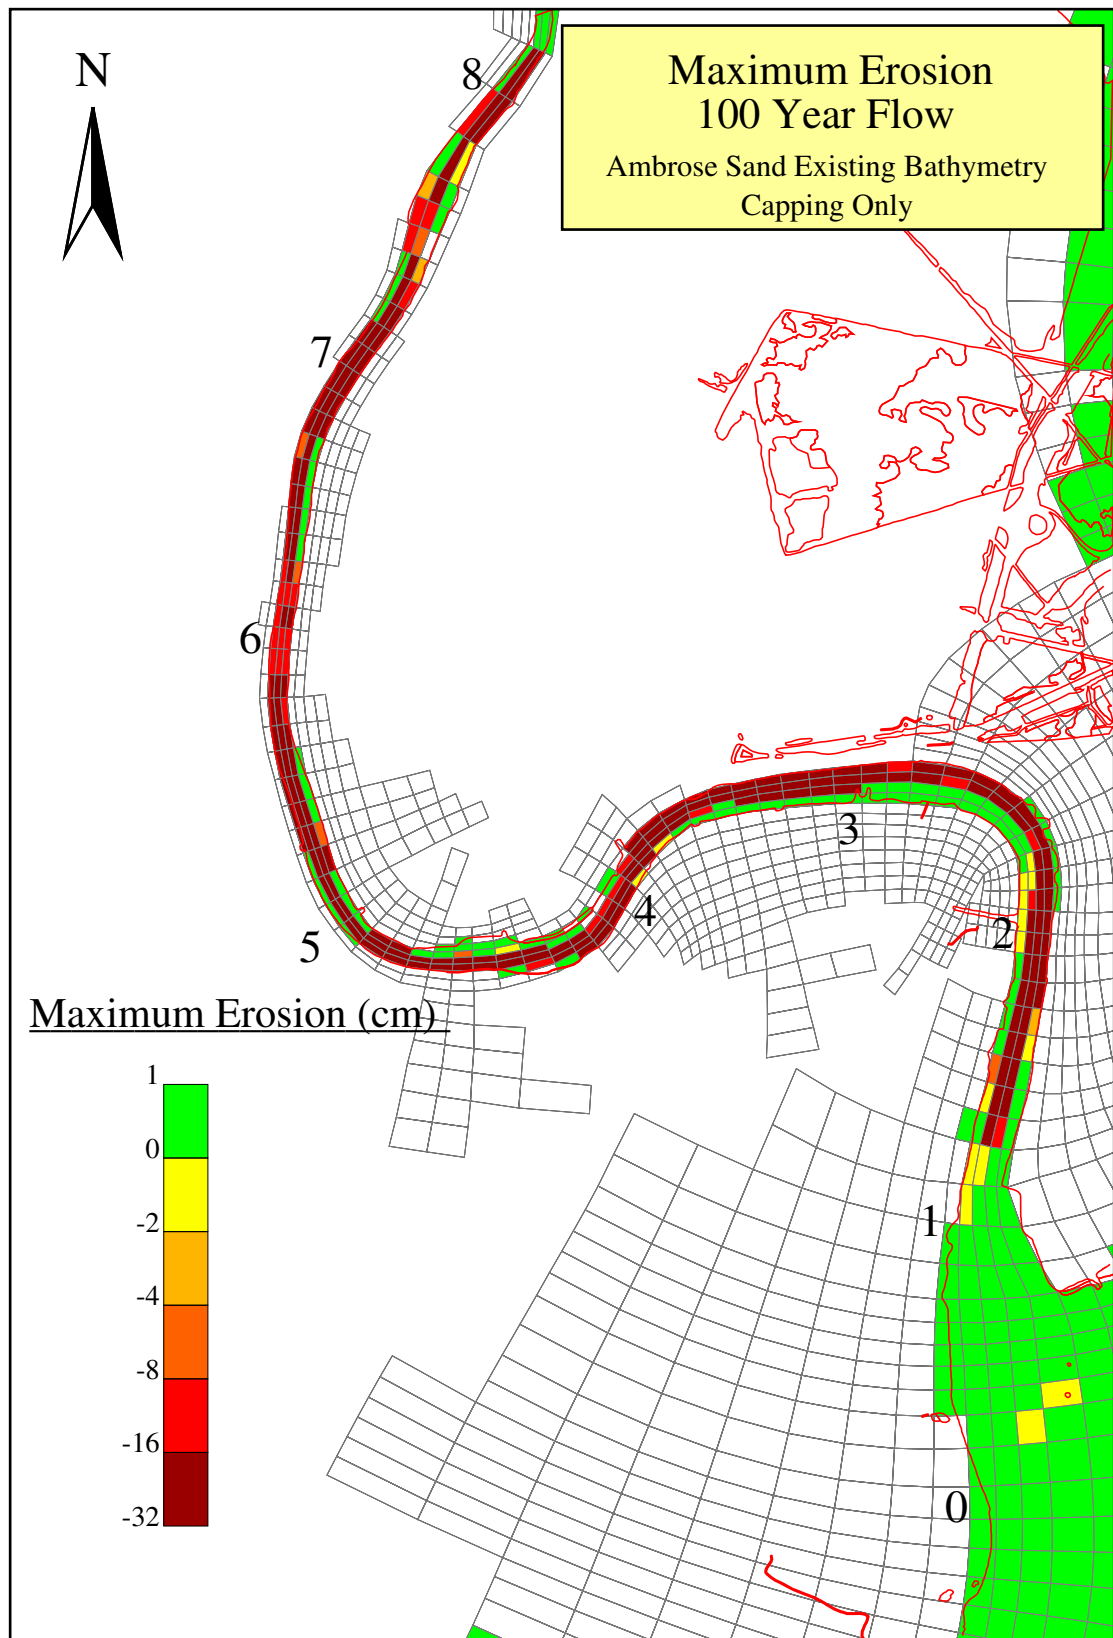 Maximum Erosion
100 Year Flow
Ambrose Sand Existing Bathymetry
Capping Only
N
8
7
6
3
4
2
5
Maximum Erosion (cm)
1
0
-2
-4
-8
-16
-32
1
0